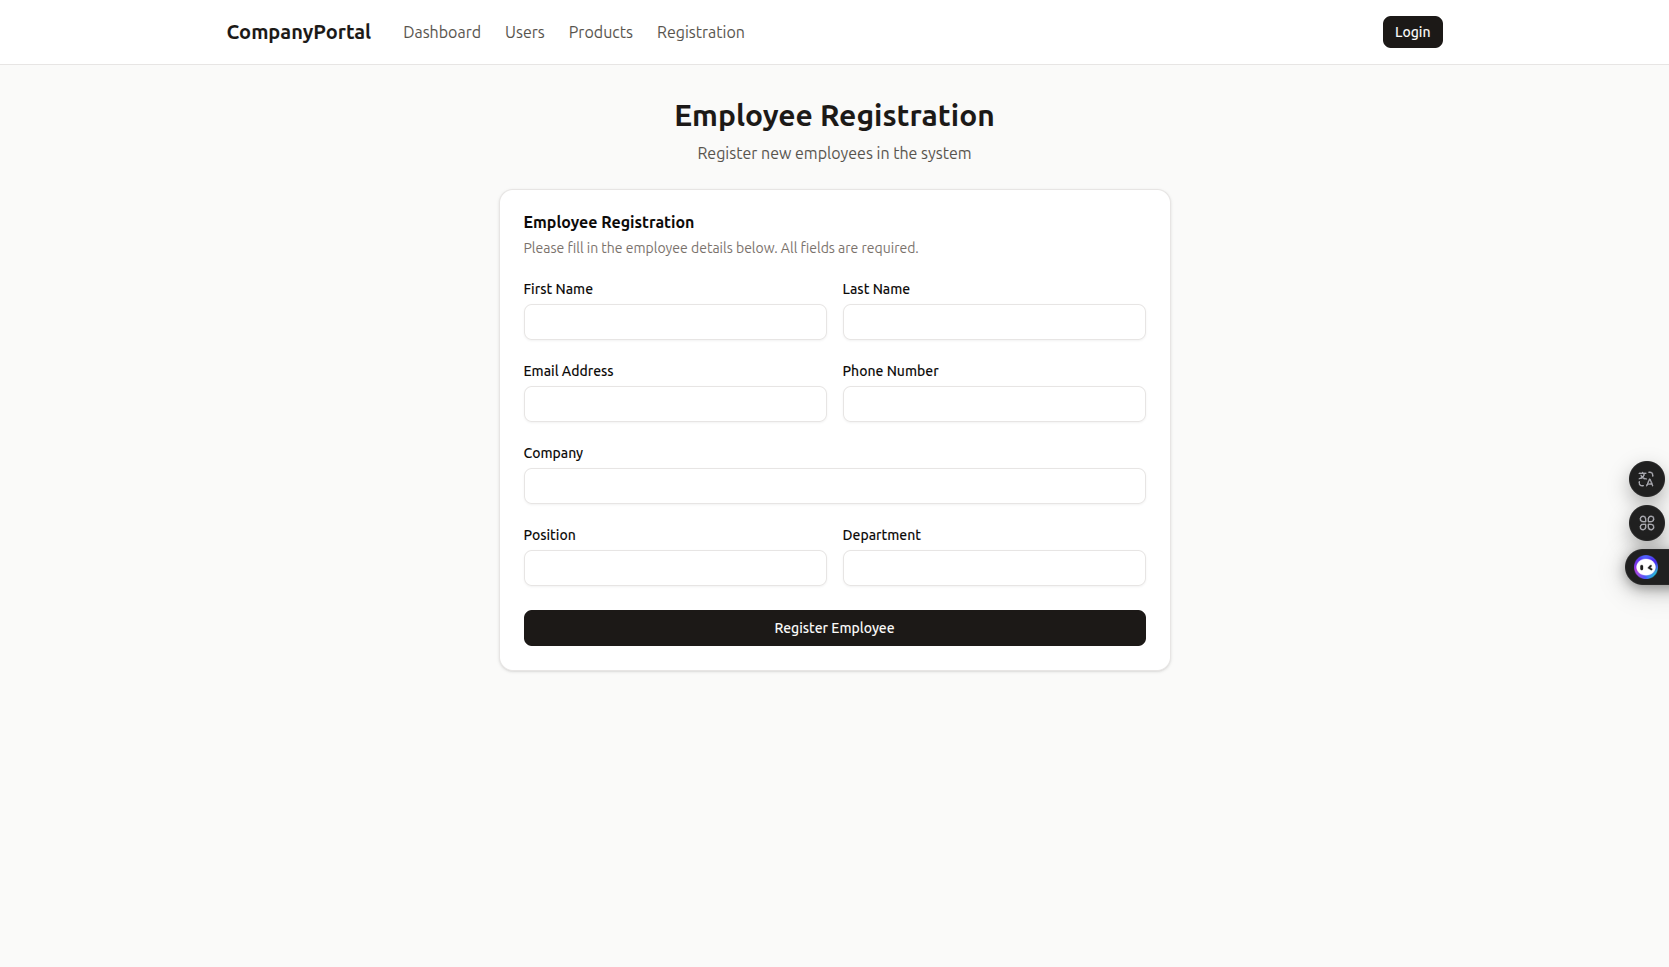 CompanyPortal Dashboard Users Products Registration Login
Employee Registration
Register new employees in the system
Employee Registration
Please fill in the employee details below. All fields are required.
First Name Last Name
Email Address Phone Number
Company
Position Department
Register Employee